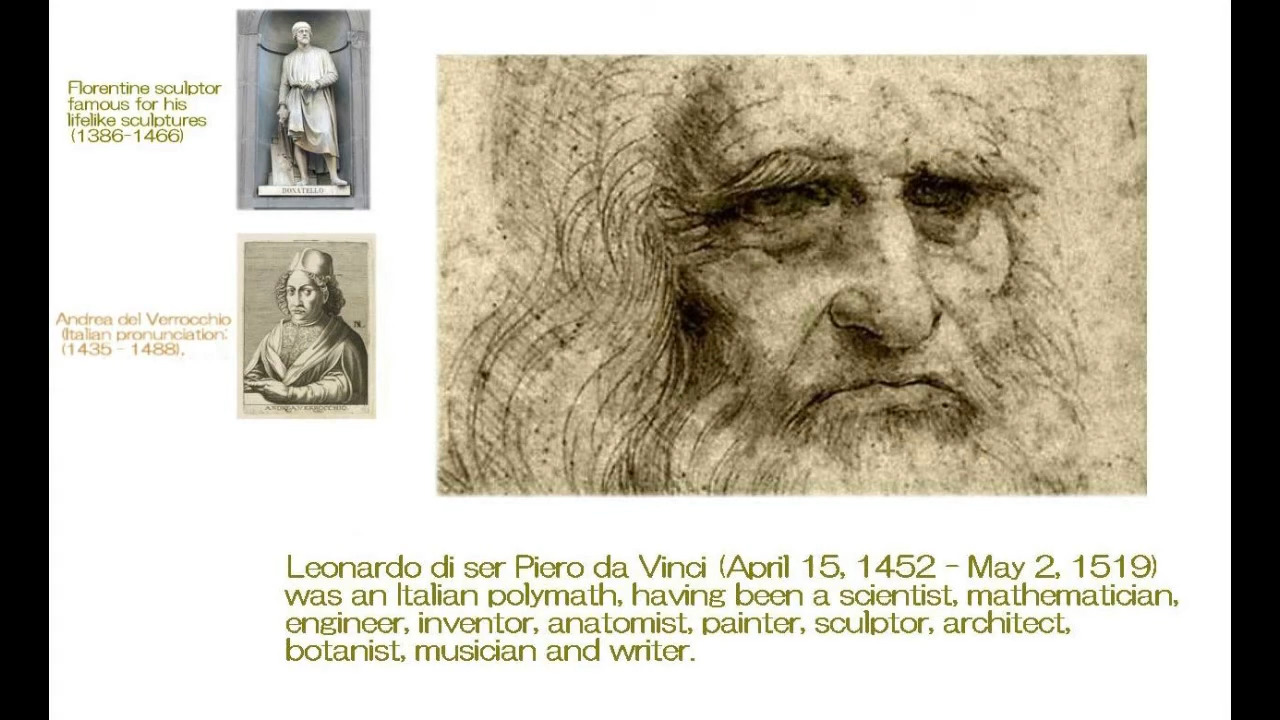 Florentine sculptor
famous for his
lifelike sculptures
(1386-1466)
DONATELLO
Andrea del Verrocchio
(Italian pronunciation:
(1435 - 1488),
ANDREA VERROCCHIO
Leonardo di ser Piero da Vinci (April 15, 1452 - May 2, 1519)
was an Italian polymath, having been a scientist, mathematician,
engineer, inventor, anatomist, painter, sculptor, architect,
botanist, musician and writer.